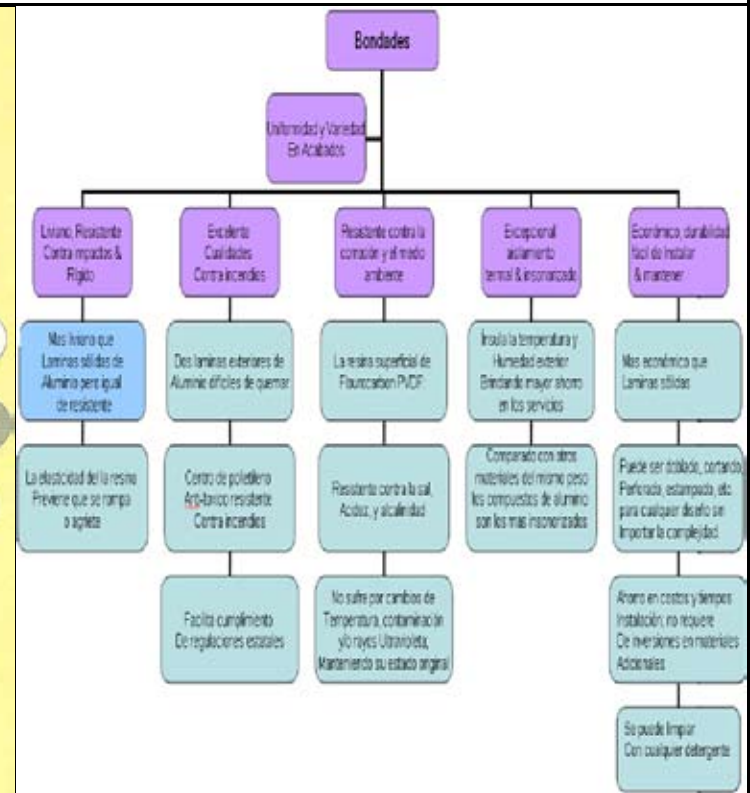 Bondades
Uniformidad y Variedad
En Acabados
Liviano, Resistente
Contra impactos &
Rigido
Excelente
Cualidades
Contra incendios
Resistente contra la
corrosión y el medio
ambiente
Excepcional
aislamiento
termal & insonorizado
Económico, durabilidad
fácil de instalar
& mantener
Mas liviano que
Laminas sólidas de
Aluminio pero igual
de resistente
Dos laminas exteriores de
Aluminio difíciles de quemar
La resina superficial de
Flourocarbon PVDF
Ínsula la temperatura y
Humedad exterior
Brindando mayor ahorro
en los servicios
Mas económico que
Laminas sólidas
La elasticidad del la resina
Previene que se rompa
o agriete
Centro de polietileno
Anti-toxico resistente
Contra incendios
Resistente contra la sal,
Acidez, y alcalinidad
Comparado con otros
materiales del mismo peso
los compuestos de aluminio
son los mas insonorizados
Puede ser doblado, cortando
Perforada, estampado, etc
para cualquier diseño sin
Importar la complejidad.
Facilita cumplimiento
De regulaciones estatales
No sufre por cambios de
Temperatura, contaminación
y/o rayos Ultravioleta;
Manteniendo su estado original
Ahorro en costos y tiempos
Instalación; no requiere
De inversiones en materiales
Adicionales
Se puede limpiar
Con cualquier detergente